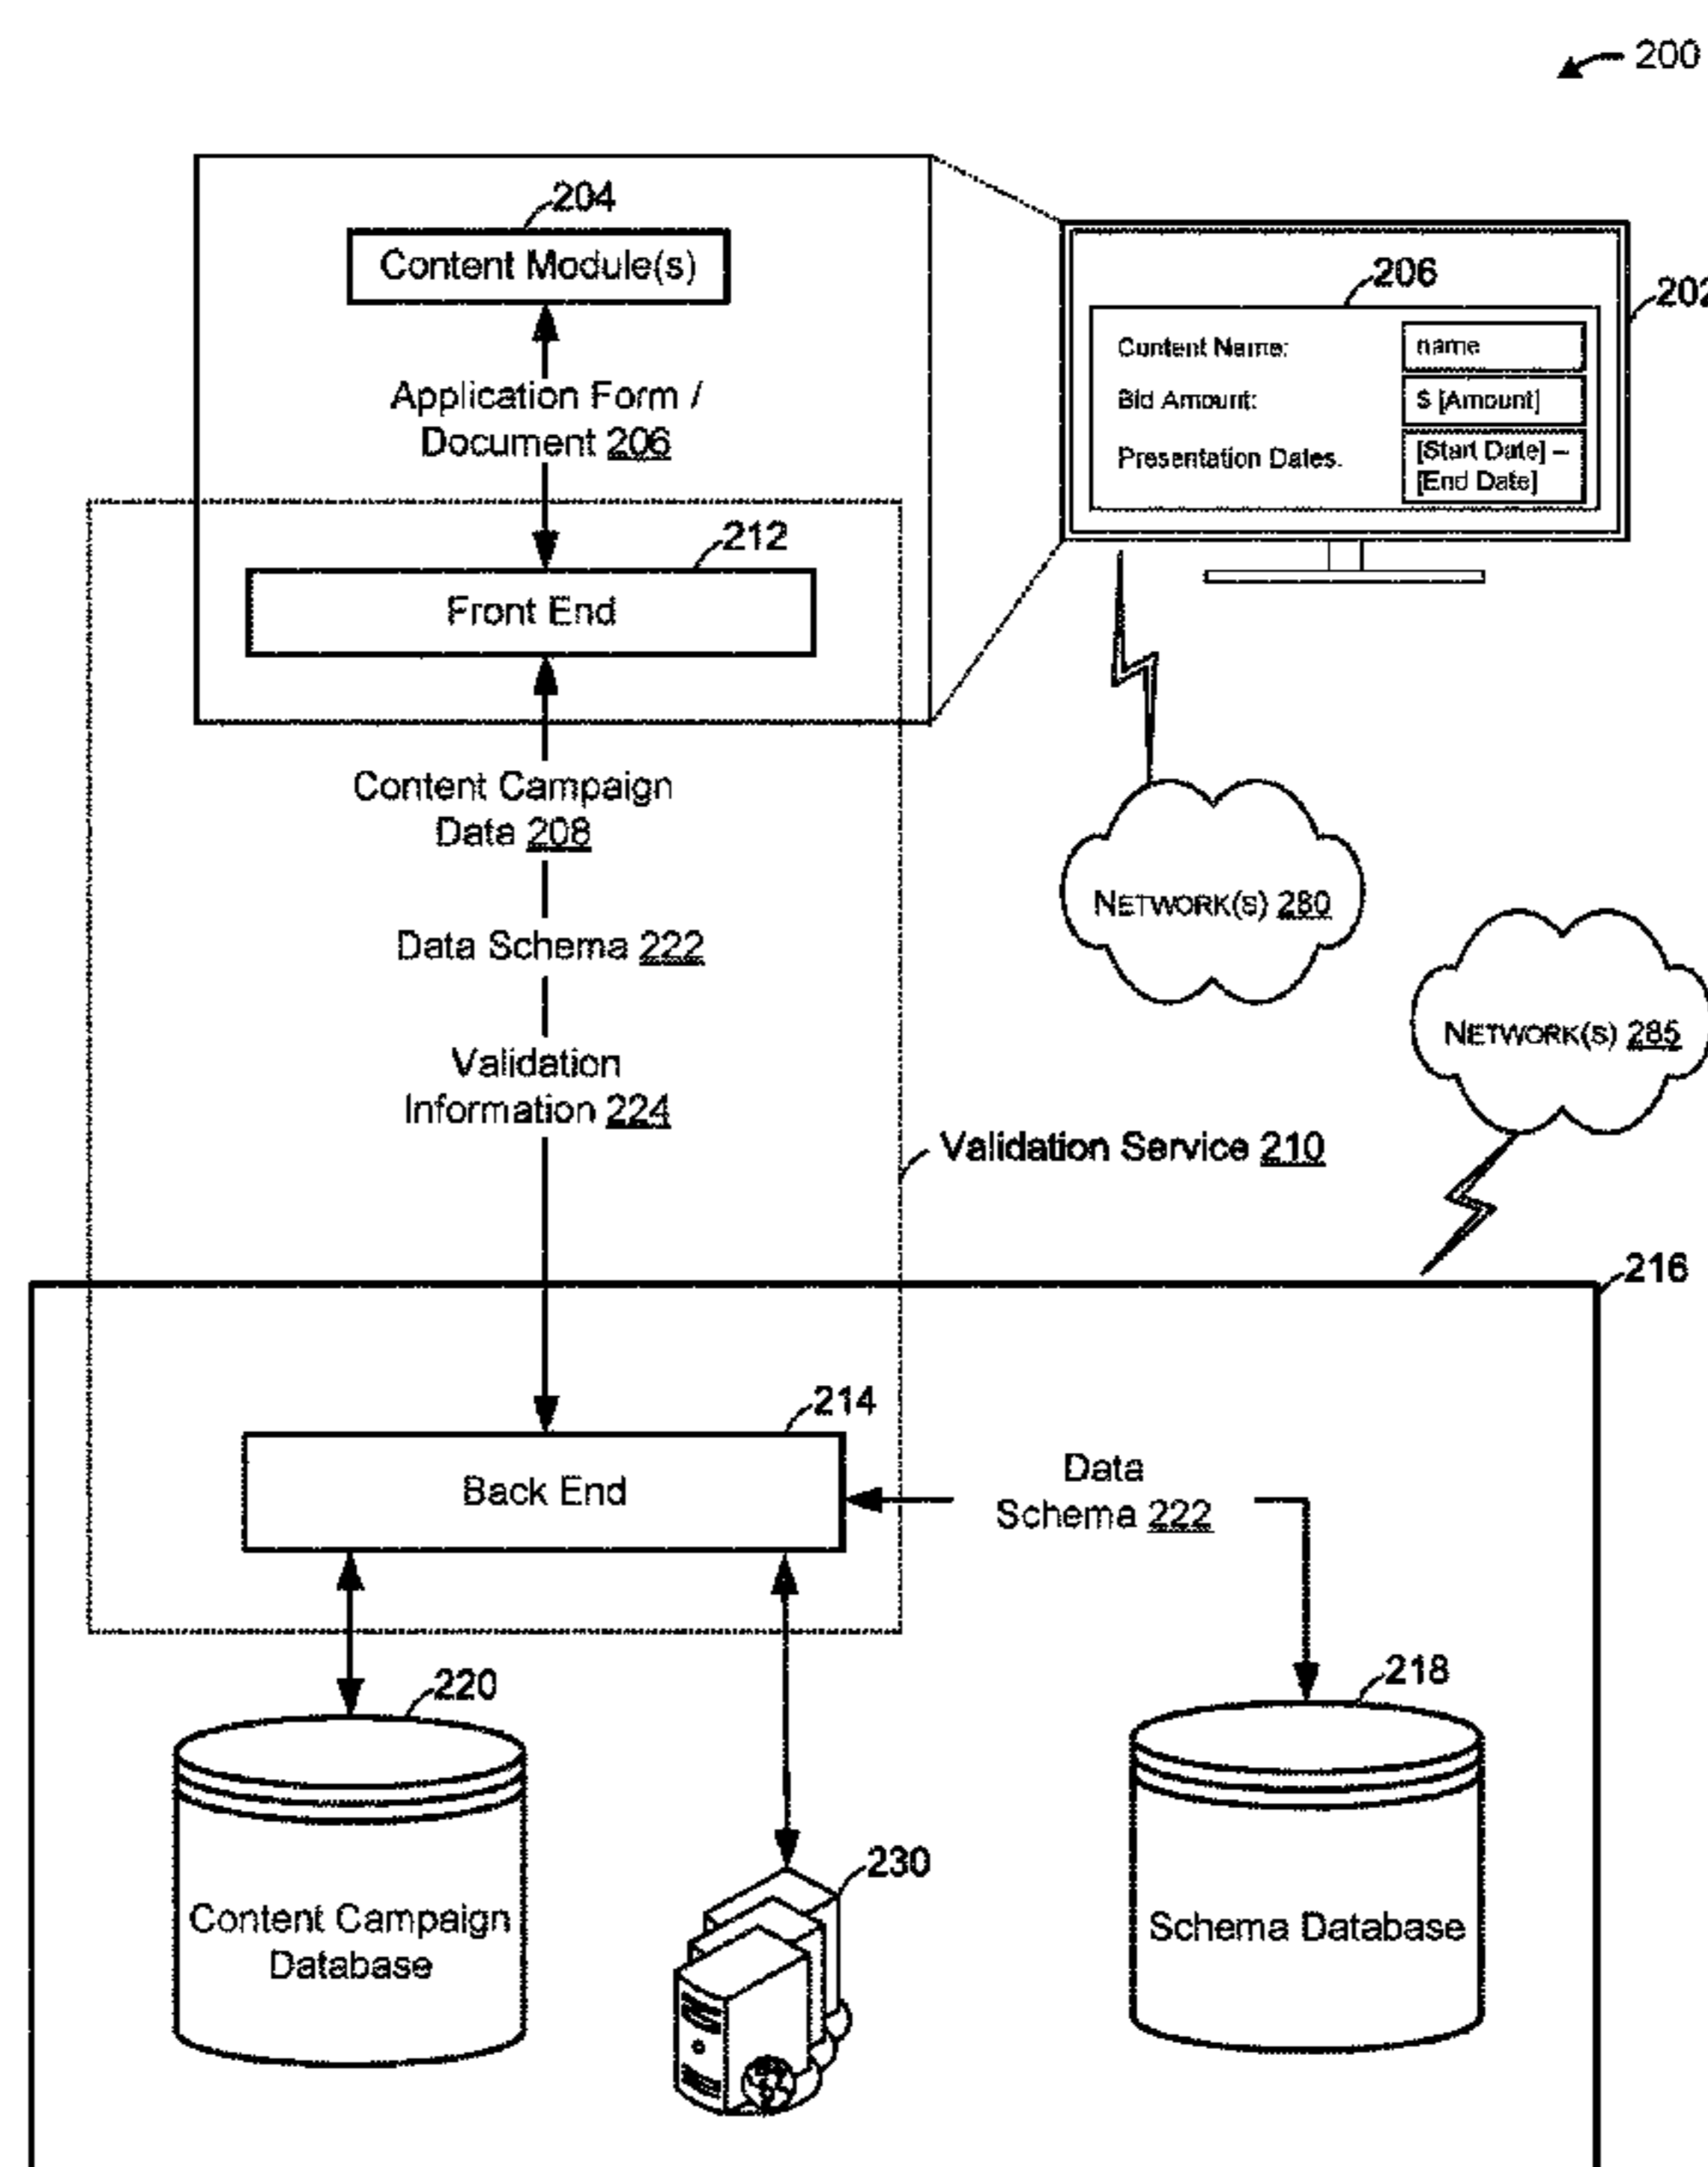 200
204
Content Module(s)
Application Form /
Document 206
212
Front End
206
202
Content Name:
name
Bid Amount:
$ [Amount]
Presentation Dates:
[Start Date] –
[End Date]
Content Campaign
Data 208
Data Schema 222
Validation
Information 224
NETWORK(S) 280
NETWORK(S) 285
Validation Service 210
216
214
Back End
Data
Schema 222
220
Content Campaign
Database
230
218
Schema Database